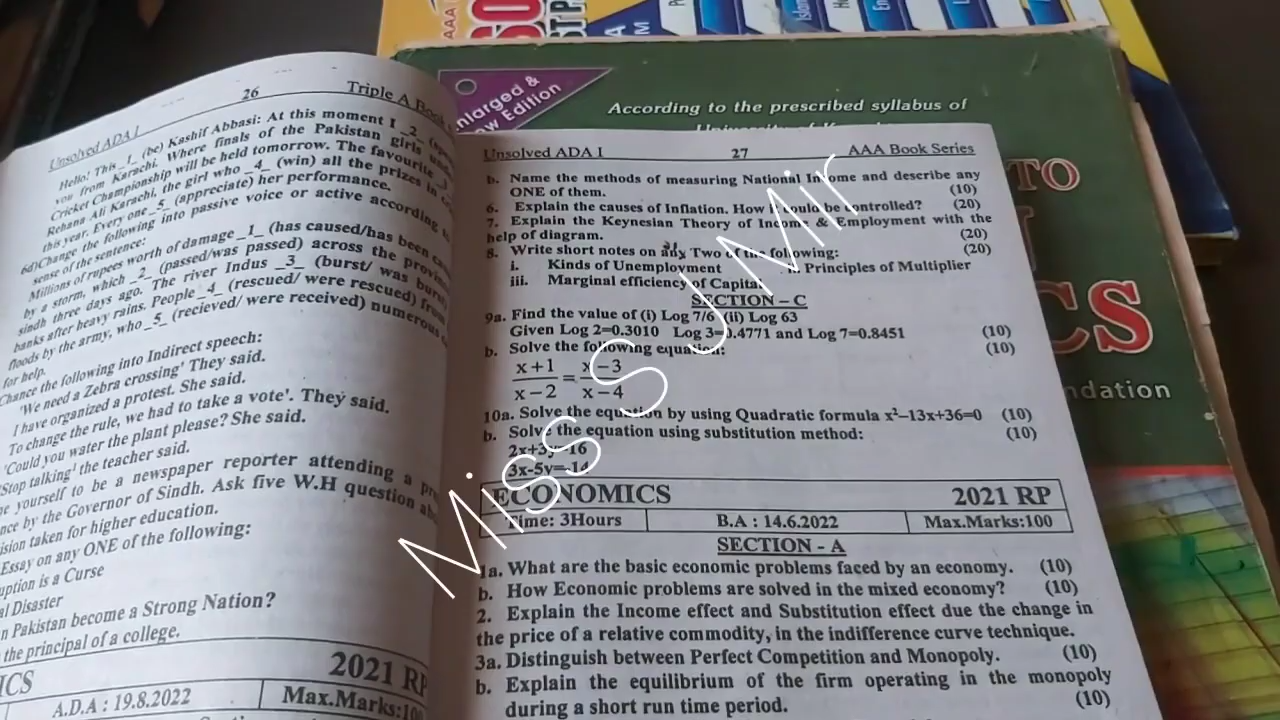 26
Triple A Book
Unsolved ADA I
Hello! This _1_ (be) Kashif Abbasi: At this moment I _2_
you from Karachi. Where finals of the Pakistan girls
Cricket Championship will be held tomorrow. The favourite _3_
Rehana Ali Karachi, the girl who _4_ (win) all the prizes in
this year. Every one _5_ (appreciate) her performance.
6d)Change the following into passive voice or active according
sense of the sentence:
Millions of rupees worth of damage _1_ (has caused/has been
by a storm, which _2_ (passed/was passed) across the
sindh three days ago. The river Indus _3_ (burst/ was burst)
banks after heavy rains. People _4_ (rescued/ were rescued) from
floods by the army, who _5_ (recieved/ were received) numerous
for help.
Chance the following into Indirect speech:
'We need a Zebra crossing' They said.
I have organized a protest. She said.
To change the rule, we had to take a vote'. They said.
'Could you water the plant please? She said.
'Stop talking' the teacher said.
yourself to be a newspaper reporter attending a
by the Governor of Sindh. Ask five W.H question
taken for higher education.
Essay on any ONE of the following:
is a Curse
Disaster
Pakistan become a Strong Nation?
the principal of a college.
ICS 2021 RP
A.D.A : 19.8.2022 Max.Marks:
Unsolved ADA I 27 AAA Book Series
b. Name the methods of measuring National Income and describe any
ONE of them. (10)
6. Explain the causes of Inflation. How it could be controlled? (20)
7. Explain the Keynesian Theory of Income & Employment with the
help of diagram. (20)
8. Write short notes on any Two of the following: (20)
i. Kinds of Unemployment ii. Principles of Multiplier
iii. Marginal efficiency of Capital
SECTION – C
9a. Find the value of (i) Log 7/6 (ii) Log 63
Given Log 2=0.3010 Log 3=0.4771 and Log 7=0.8451 (10)
b. Solve the following equation: (10)
x+1 / x−2 = x−3 / x−4
10a. Solve the equation by using Quadratic formula x²–13x+36=0 (10)
b. Solve the equation using substitution method: (10)
2x+3y=16
3x-5y=-14
ECONOMICS 2021 RP
Time: 3Hours B.A : 14.6.2022 Max.Marks:100
SECTION - A
1a. What are the basic economic problems faced by an economy. (10)
b. How Economic problems are solved in the mixed economy? (10)
2. Explain the Income effect and Substitution effect due the change in
the price of a relative commodity, in the indifference curve technique.
3a. Distinguish between Perfect Competition and Monopoly. (10)
b. Explain the equilibrium of the firm operating in the monopoly
during a short run time period. (10)
Enlarged &
New Edition
According to the prescribed syllabus of
TO
CS
Miss S J Mir